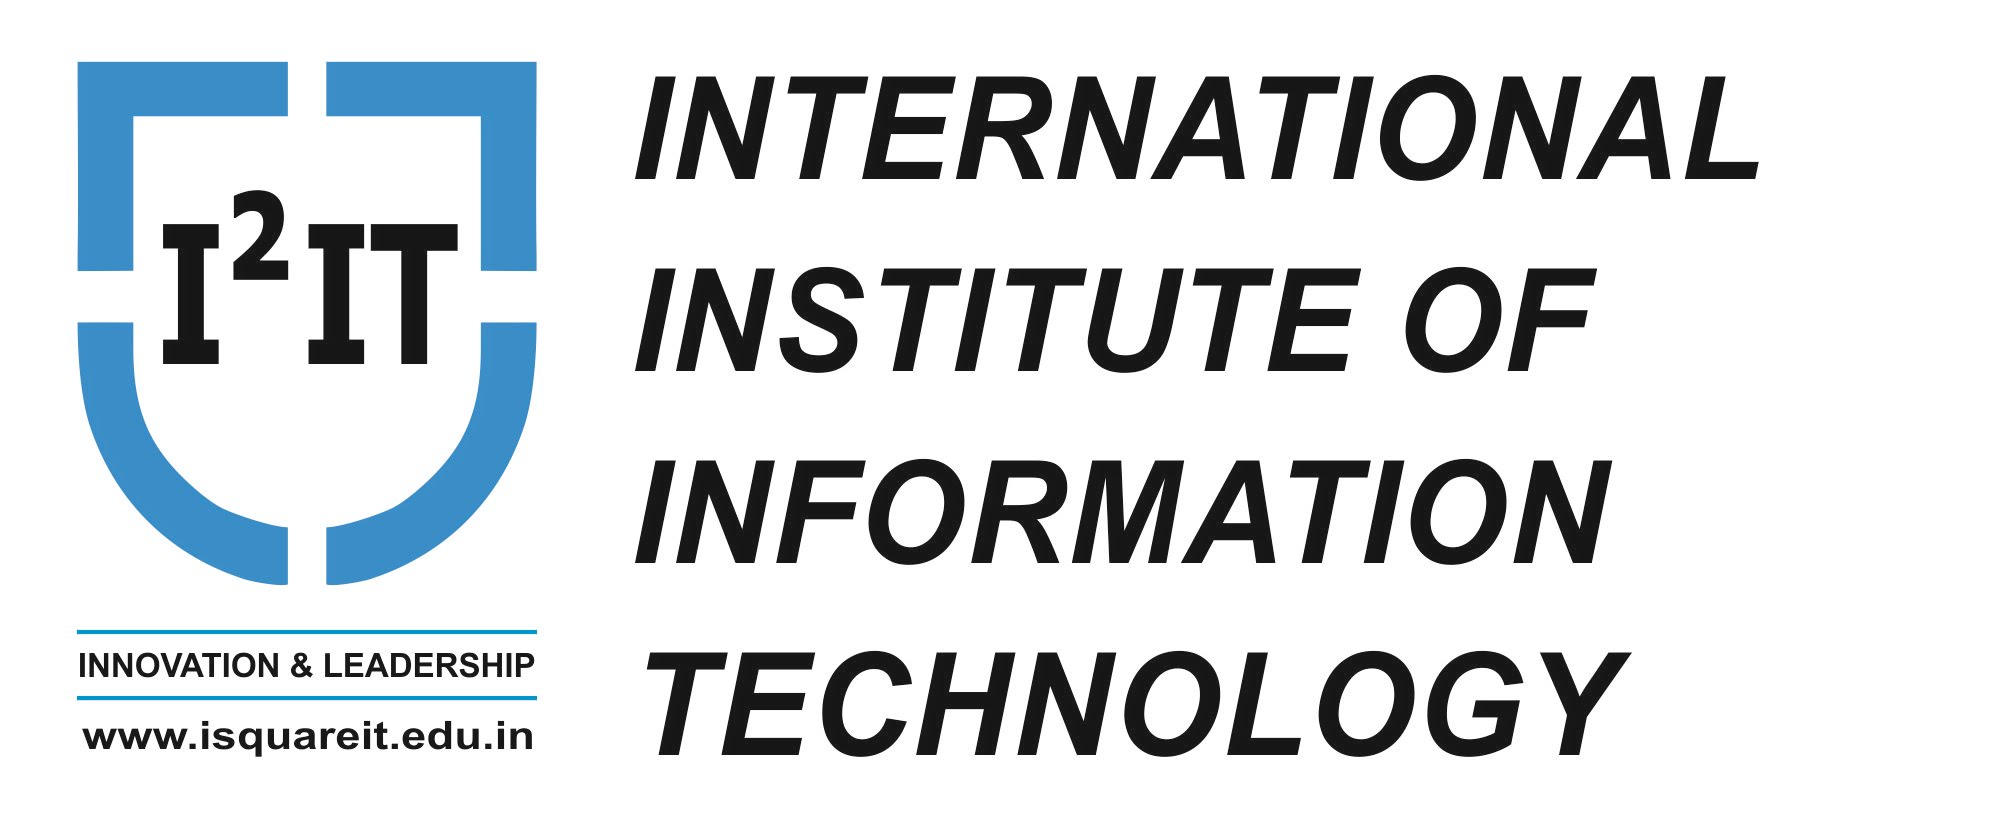 I²IT
INNOVATION & LEADERSHIP
www.isquareit.edu.in
INTERNATIONAL
INSTITUTE OF
INFORMATION
TECHNOLOGY